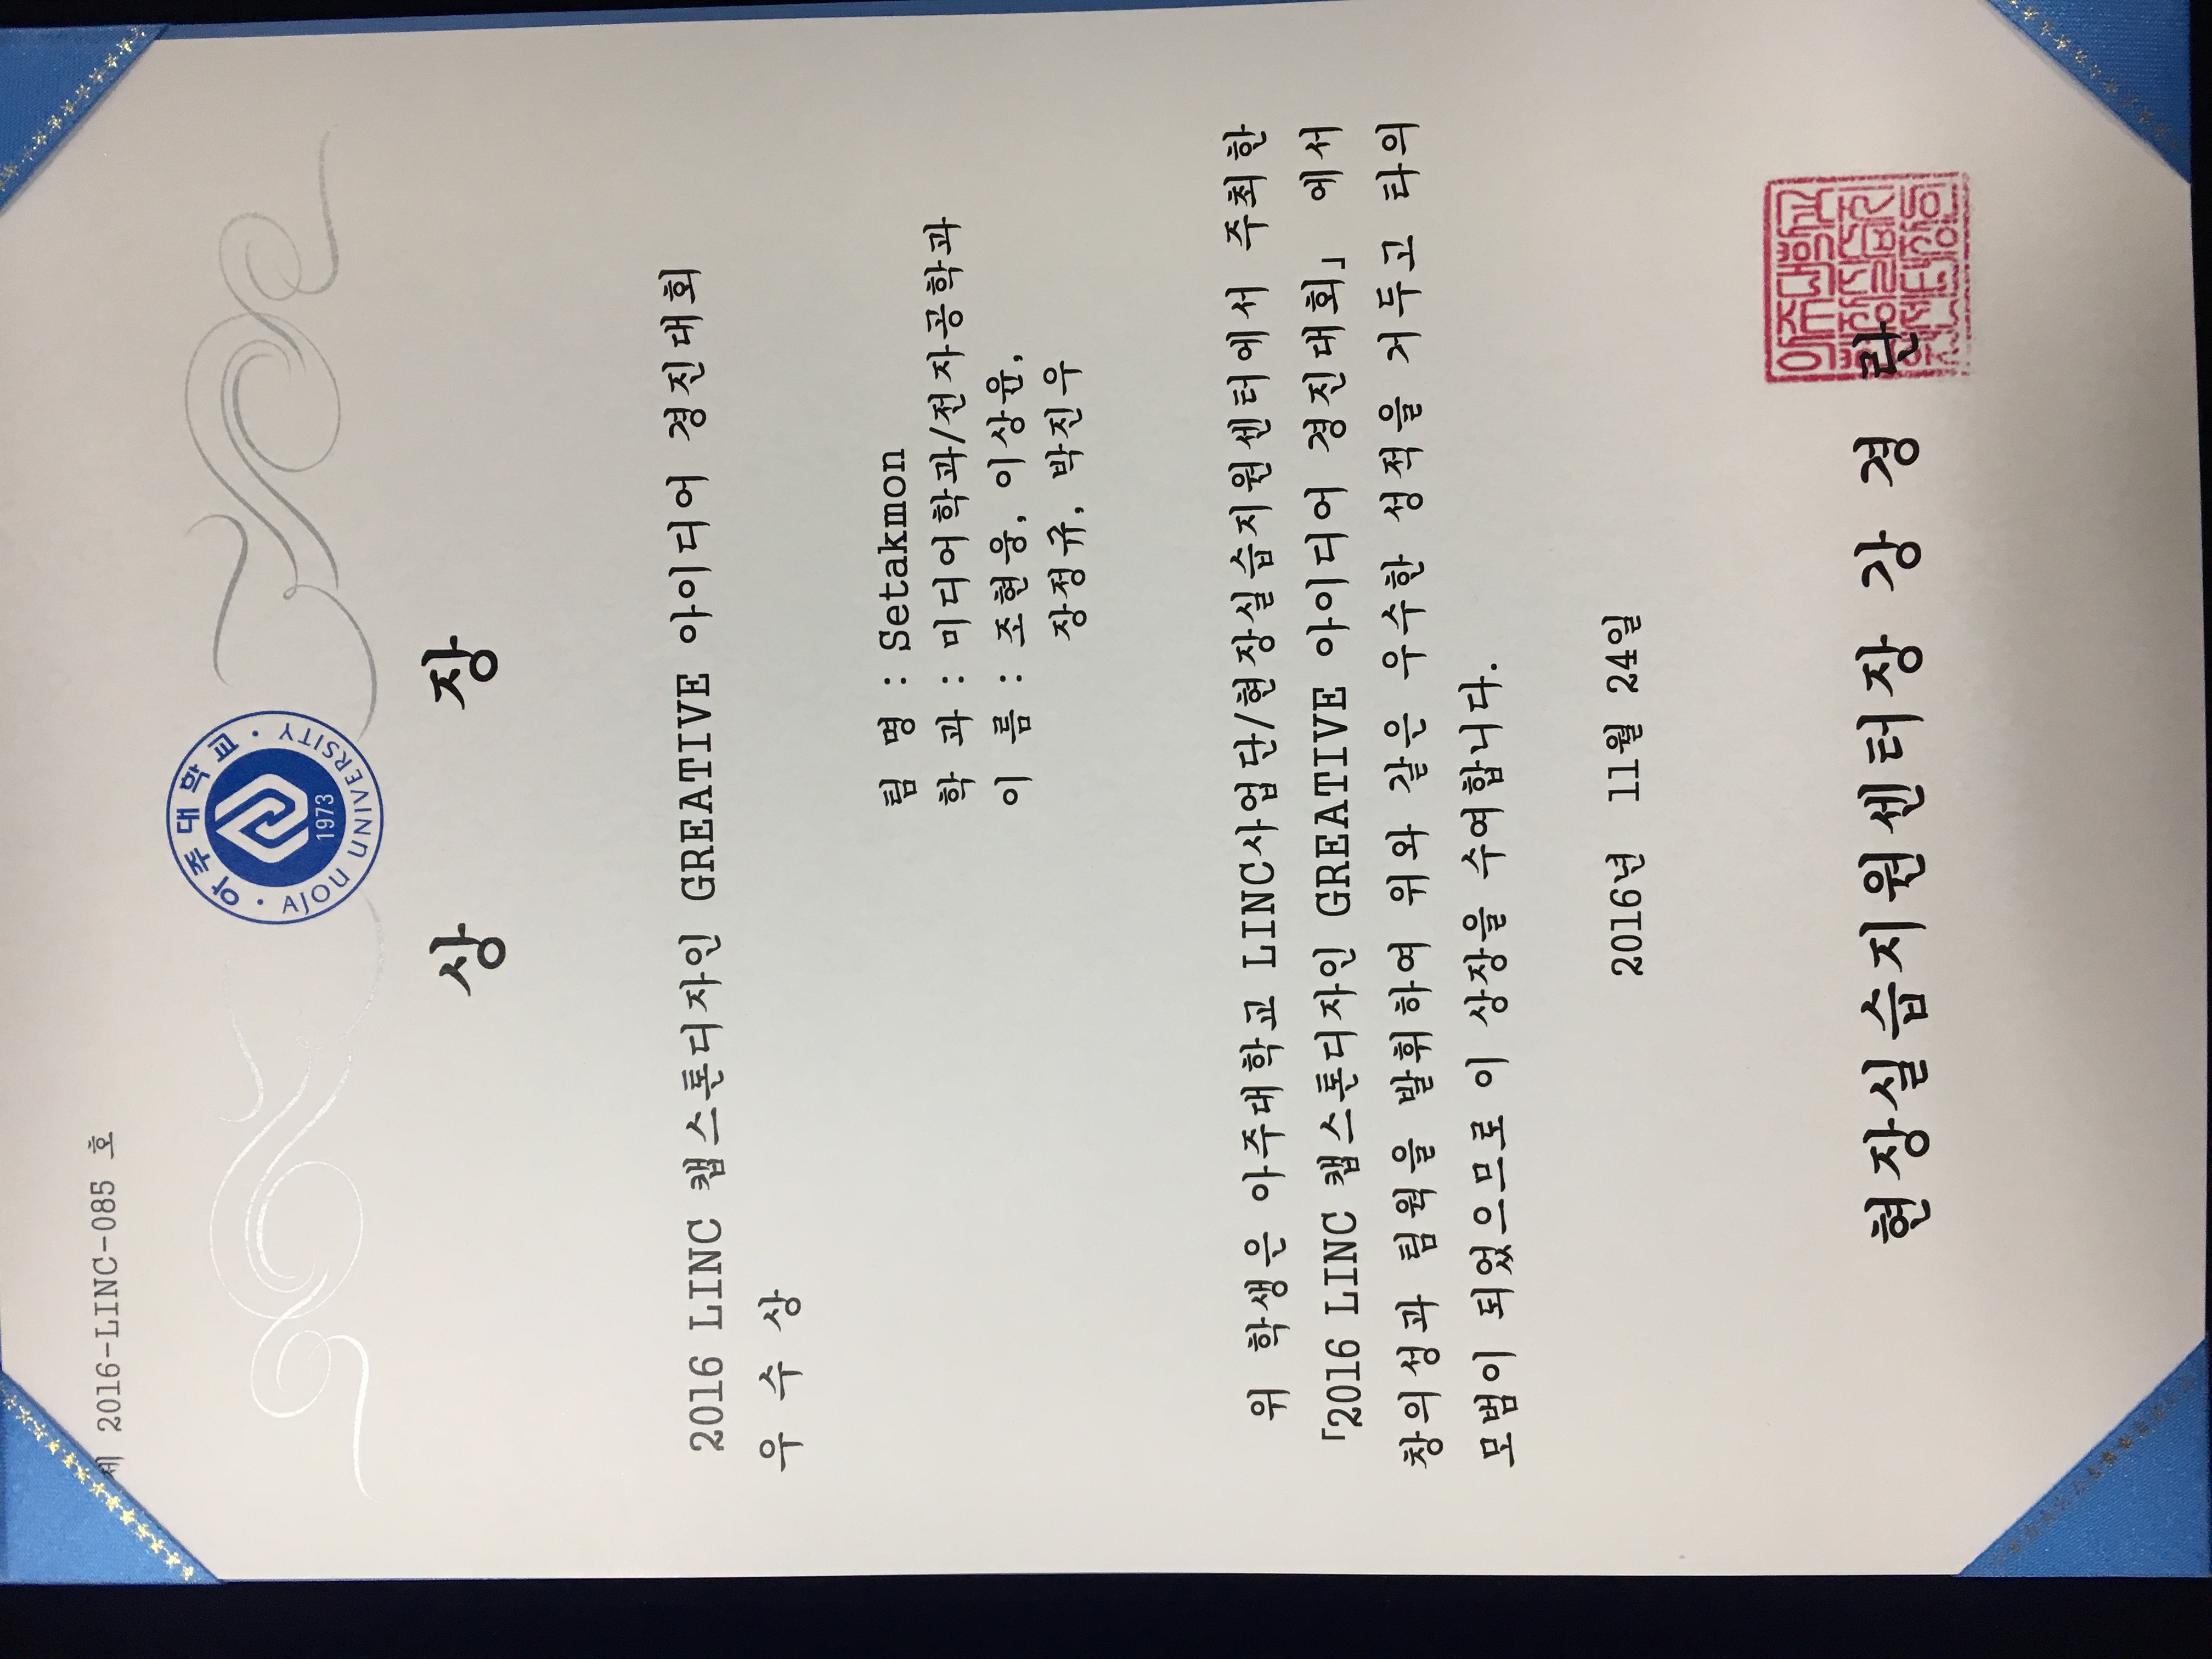 제 2016-LINC-085 호
아주대학교
1973
AJOU UNIVERSITY
상 장
2016 LINC 캡스톤디자인 GREATIVE 아이디어 경진대회
우 수 상
팀 명 : Setakmon
학 과 : 미디어학과/전자공학과
이 름 : 조현웅, 이상윤,
장정규, 박진우
위 학생은 아주대학교 LINC사업단/현장실습지원센터에서 주최한
「2016 LINC 캡스톤디자인 GREATIVE 아이디어 경진대회」 에서
창의성과 팀웍을 발휘하여 위와 같은 우수한 성적을 거두고 타의
모범이 되었으므로 이 상장을 수여합니다.
2016년 11월 24일
현장실습지원센터장 강 경 란
아주대학교
현장실습지
원센터장인